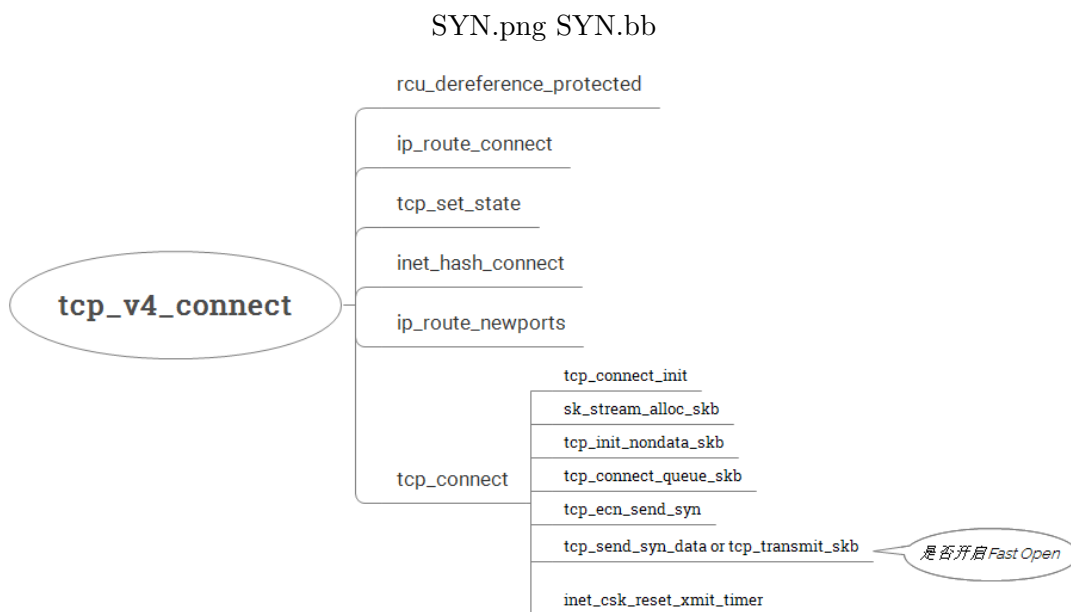 SYN.png SYN.bb
rcu_dereference_protected
ip_route_connect
tcp_set_state
inet_hash_connect
tcp_v4_connect
ip_route_newports
tcp_connect_init
sk_stream_alloc_skb
tcp_init_nondata_skb
tcp_connect
tcp_connect_queue_skb
tcp_ecn_send_syn
tcp_send_syn_data or tcp_transmit_skb
是否开启Fast Open
inet_csk_reset_xmit_timer